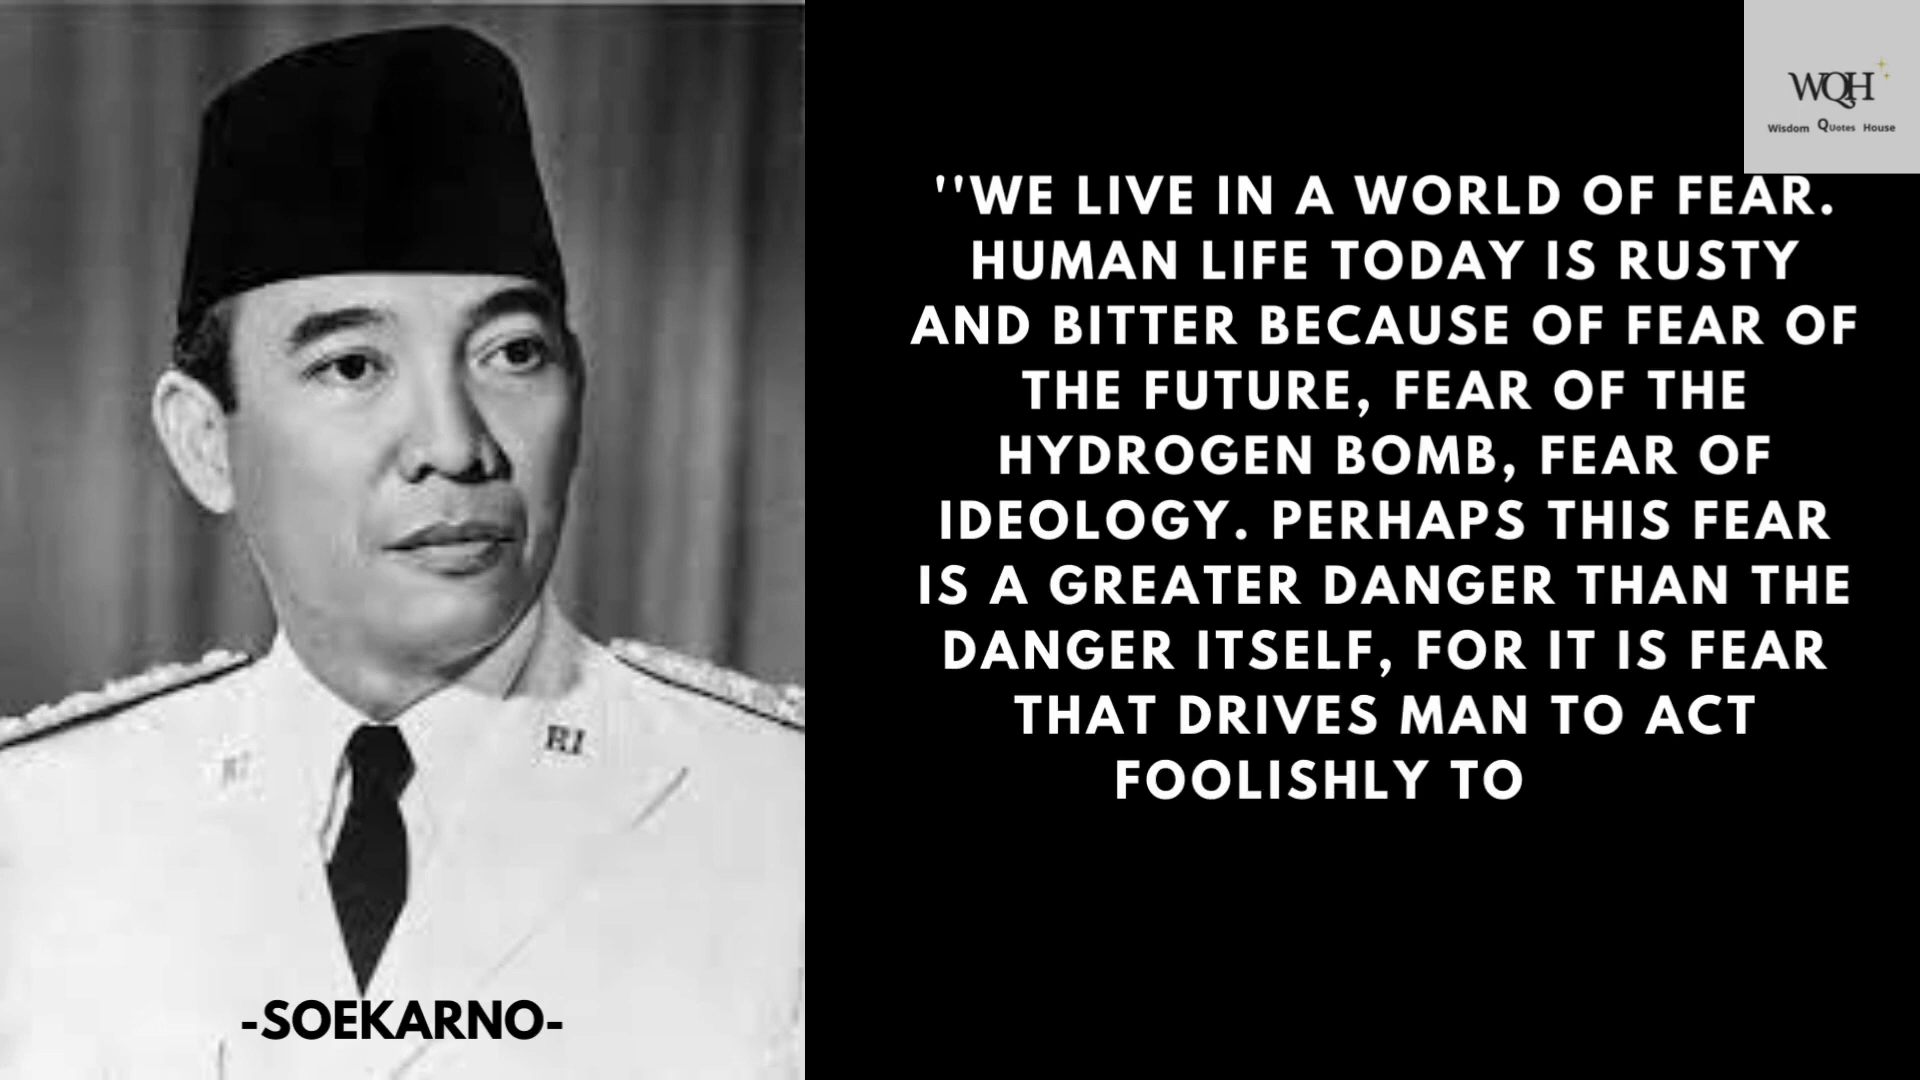 WQH
Wisdom Quotes House
''WE LIVE IN A WORLD OF FEAR.
HUMAN LIFE TODAY IS RUSTY
AND BITTER BECAUSE OF FEAR OF
THE FUTURE, FEAR OF THE
HYDROGEN BOMB, FEAR OF
IDEOLOGY. PERHAPS THIS FEAR
IS A GREATER DANGER THAN THE
DANGER ITSELF, FOR IT IS FEAR
THAT DRIVES MAN TO ACT
FOOLISHLY TO
RI
-SOEKARNO-